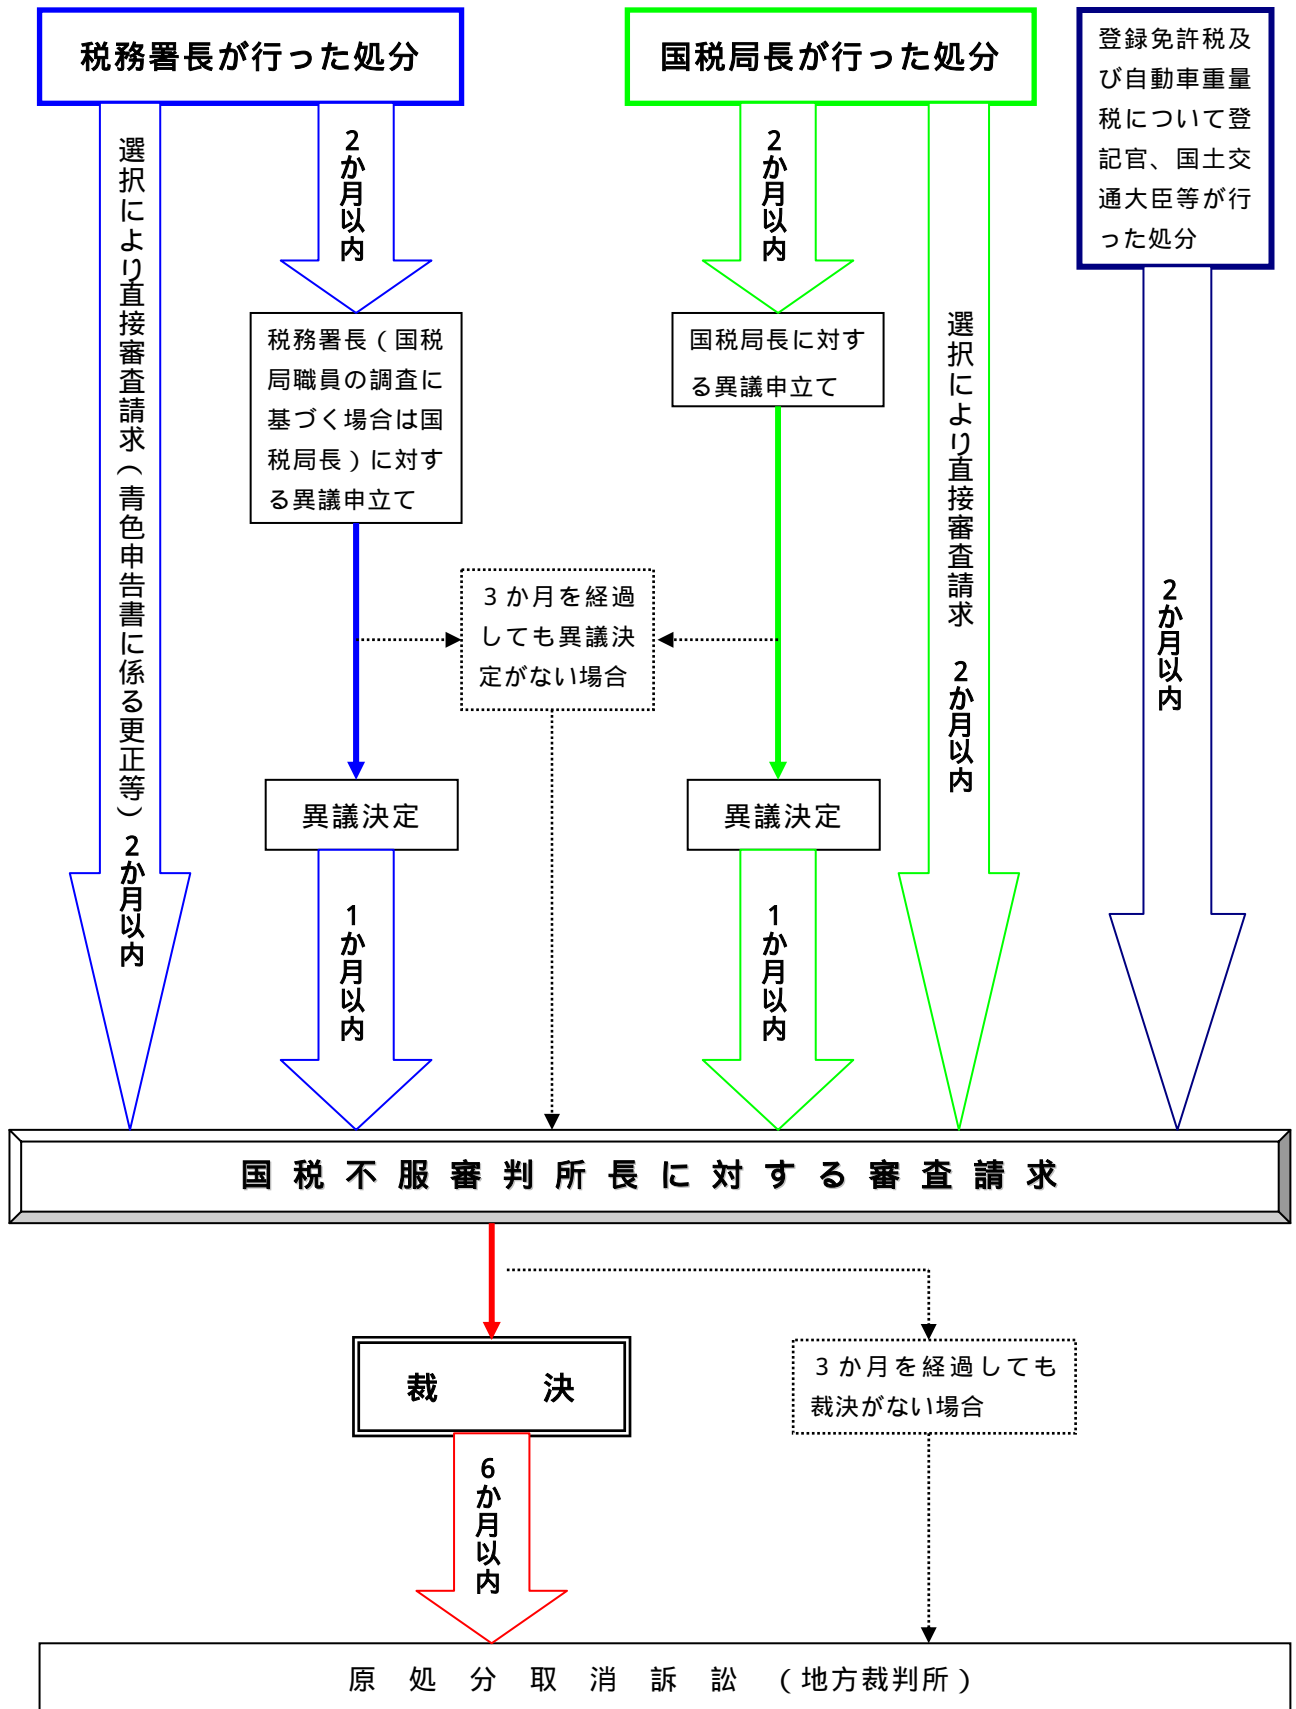 税務署長が行った処分
国税局長が行った処分
登録免許税及
び自動車重量
税について登
記官、国土交
通大臣等が行
った処分
選択により直接審査請求（青色申告書に係る更正等）２か月以内
２か月以内
２か月以内
選択により直接審査請求　２か月以内
２か月以内
税務署長（国税
局職員の調査に
基づく場合は国
税局長）に対す
る異議申立て
国税局長に対す
る異議申立て
３か月を経過
しても異議決
定がない場合
異議決定
異議決定
１か月以内
１か月以内
国税不服審判所長に対する審査請求
裁　決
３か月を経過しても
裁決がない場合
６か月以内
原処分取消訴訟（地方裁判所）